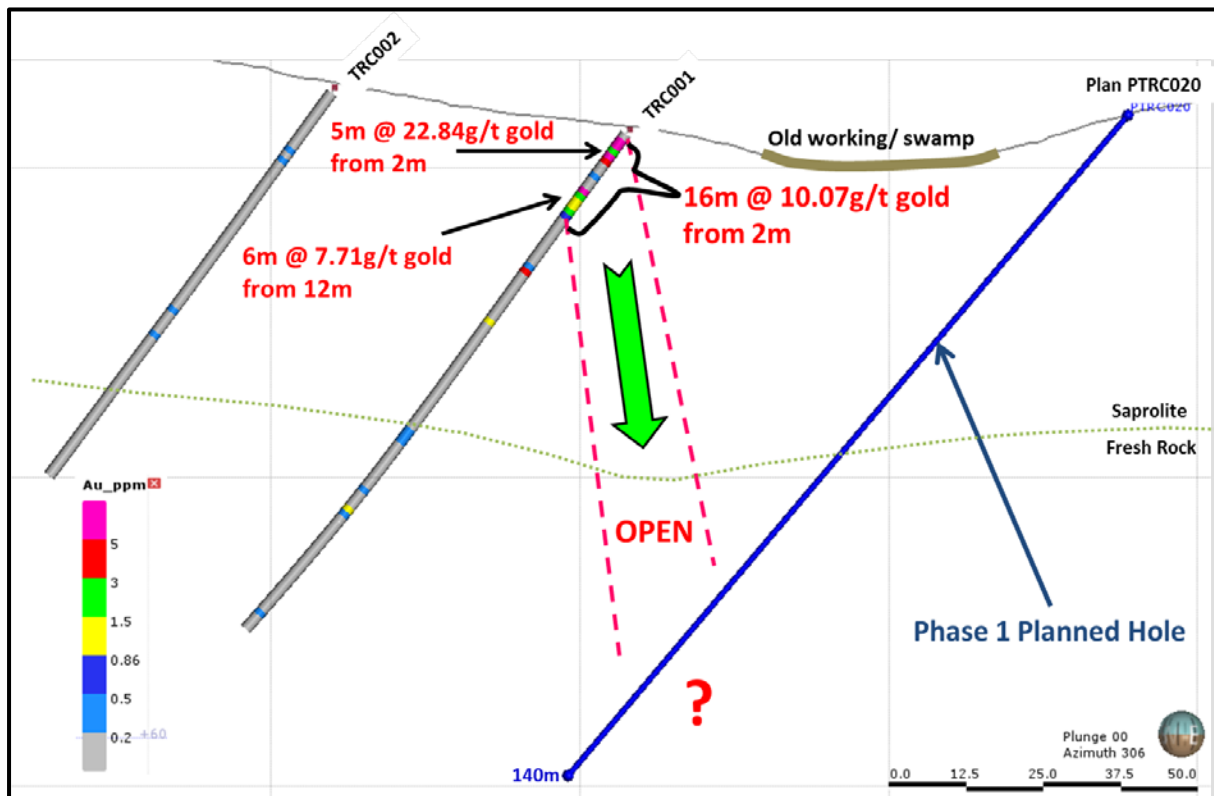 TRC002
TRC001
Plan PTRC020
PTRC020
5m @ 22.84g/t gold
from 2m
Old working/ swamp
16m @ 10.07g/t gold
from 2m
6m @ 7.71g/t gold
from 12m
Saprolite
Fresh Rock
Au_ppm
5
3
1.5
0.86
0.5
0.2
+60
OPEN
Phase 1 Planned Hole
?
140m
Plunge 00
Azimuth 306
0.0 12.5 25.0 37.5 50.0